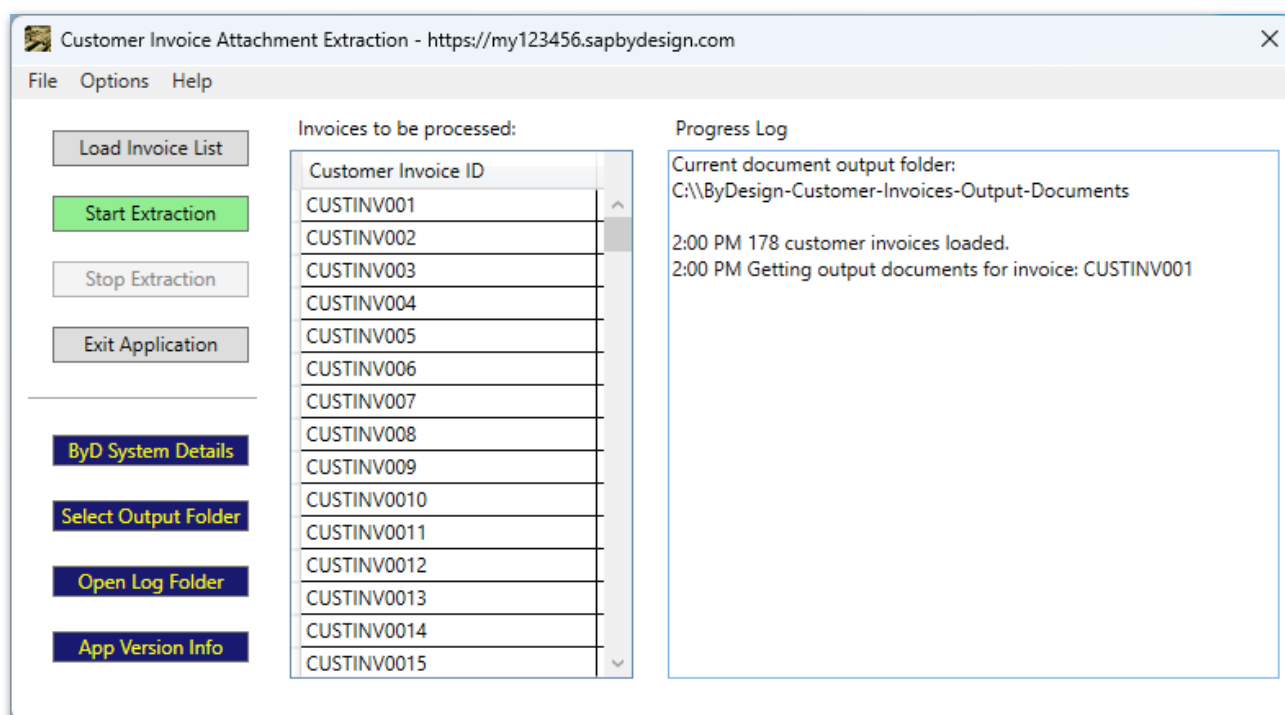 Customer Invoice Attachment Extraction - https://my123456.sapbydesign.com
File Options Help
Load Invoice List
Start Extraction
Stop Extraction
Exit Application
ByD System Details
Select Output Folder
Open Log Folder
App Version Info
Invoices to be processed:
Customer Invoice ID
CUSTINV001
CUSTINV002
CUSTINV003
CUSTINV004
CUSTINV005
CUSTINV006
CUSTINV007
CUSTINV008
CUSTINV009
CUSTINV0010
CUSTINV0011
CUSTINV0012
CUSTINV0013
CUSTINV0014
CUSTINV0015
Progress Log
Current document output folder:
C:\\ByDesign-Customer-Invoices-Output-Documents
2:00 PM 178 customer invoices loaded.
2:00 PM Getting output documents for invoice: CUSTINV001